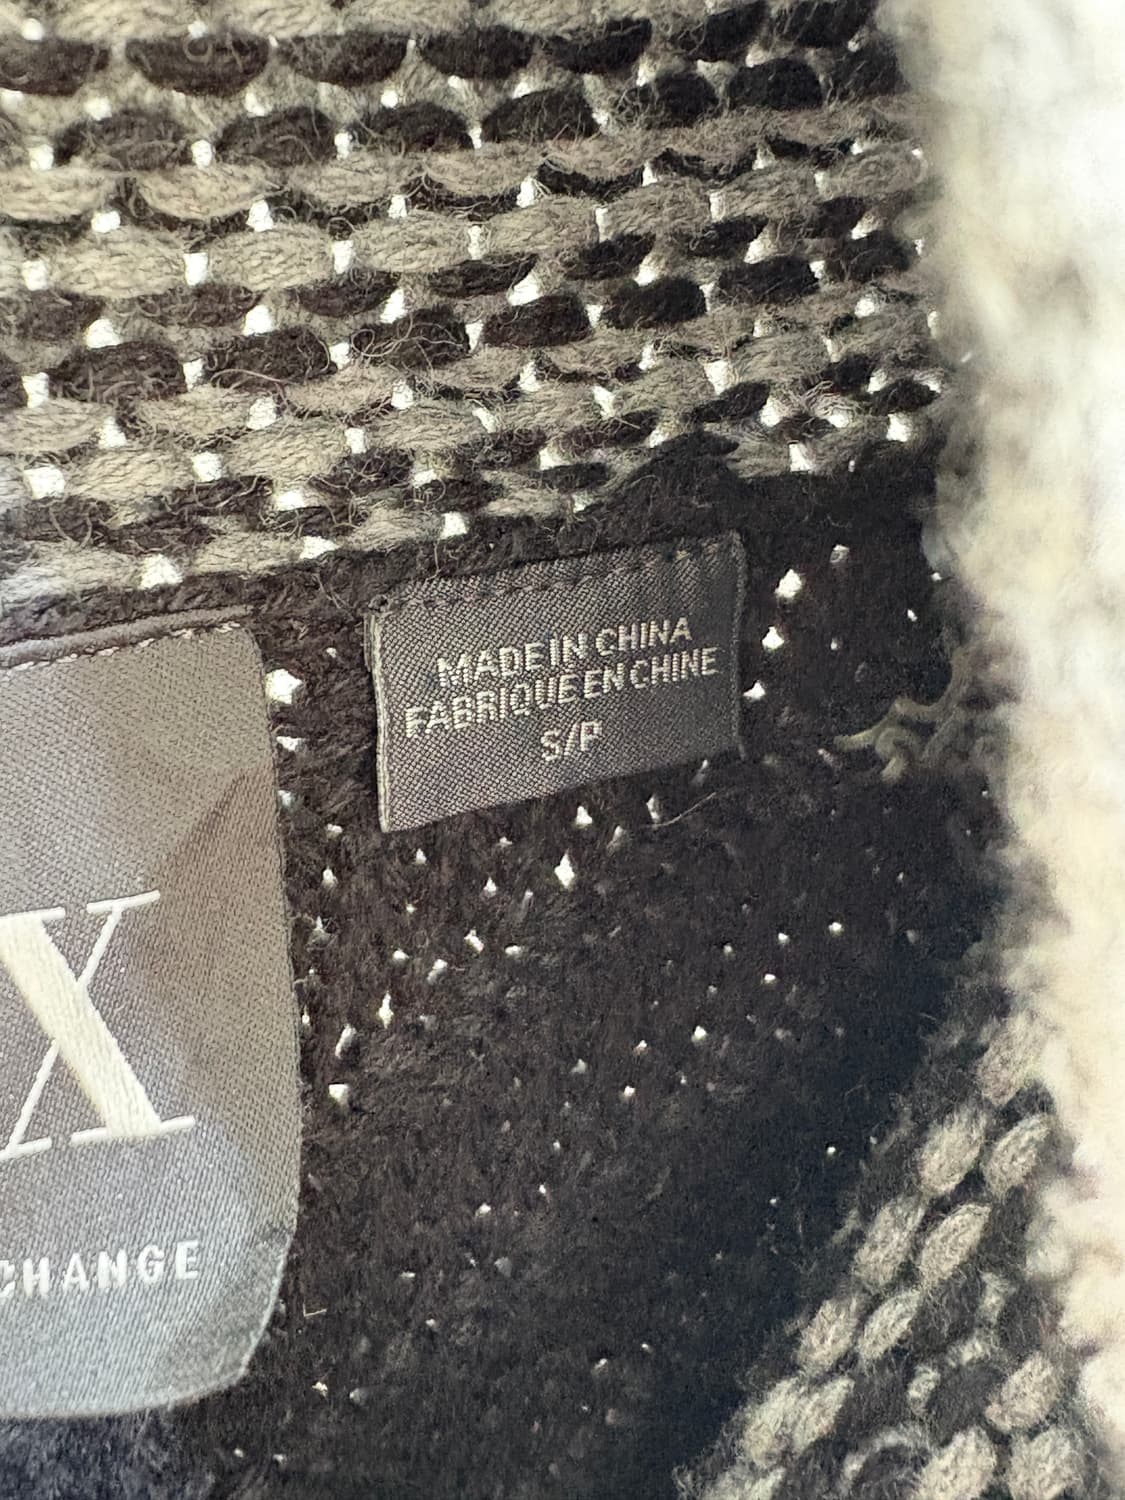 MADE IN CHINA
FABRIQUE EN CHINE
S/P
X
CHANGE